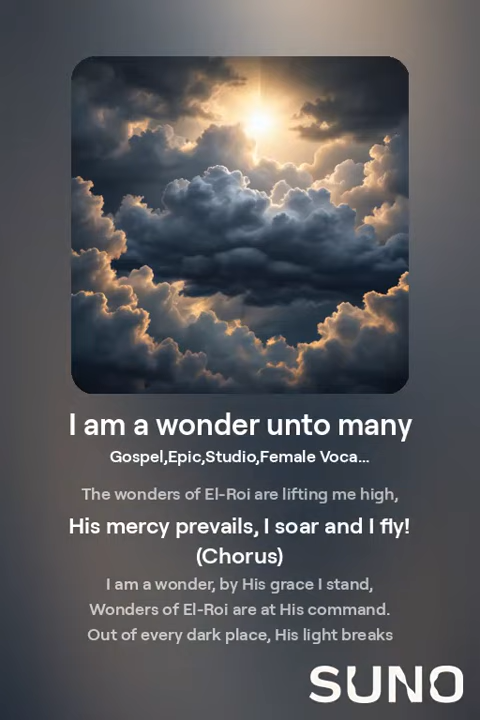 I am a wonder unto many
Gospel,Epic,Studio,Female Voca...
The wonders of El-Roi are lifting me high,
His mercy prevails, I soar and I fly!
(Chorus)
I am a wonder, by His grace I stand,
Wonders of El-Roi are at His command.
Out of every dark place, His light breaks
SUNO